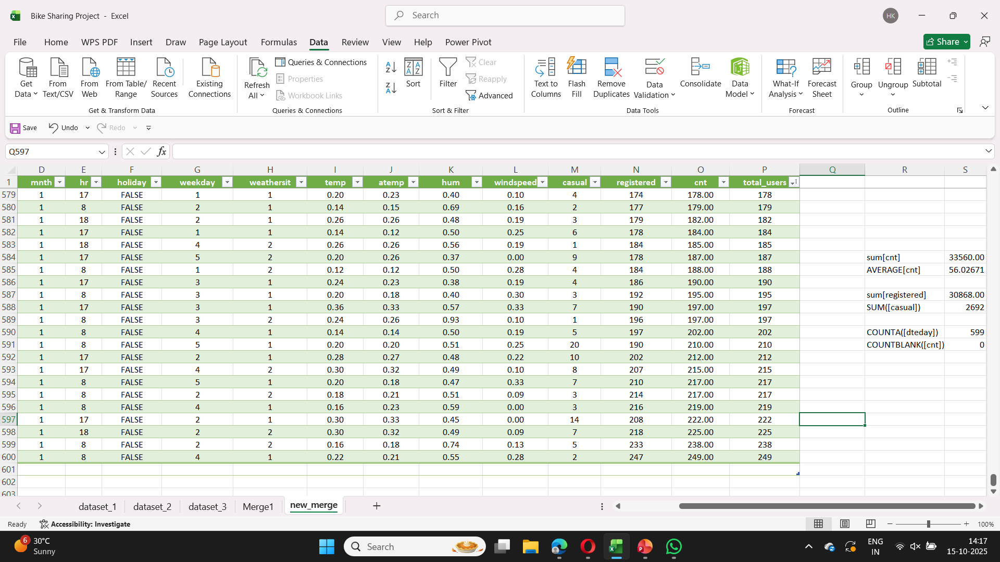 Bike Sharing Project - Excel
Search
HK
File Home WPS PDF Insert Draw Page Layout Formulas Data Review View Help Power Pivot
Share
Get Data
From Text/CSV
From Web
From Table/ Range
Recent Sources
Existing Connections
Get & Transform Data
Refresh All
Queries & Connections
Properties
Workbook Links
Queries & Connections
Sort
Filter
Clear
Reapply
Advanced
Sort & Filter
Text to Columns
Flash Fill
Remove Duplicates
Data Validation
Consolidate
Data Model
Data Tools
What-If Analysis
Forecast Sheet
Forecast
Group
Ungroup
Subtotal
Outline
Save Undo Redo
Q597 fx
D E F G H I J K L M N O P Q R S
1 mnth hr holiday weekday weathersit temp atemp hum windspeed casual registered cnt total_users
579 1 17 FALSE 1 1 0.20 0.23 0.40 0.10 4 174 178.00 178
580 1 8 FALSE 2 1 0.14 0.15 0.69 0.16 2 177 179.00 179
581 1 18 FALSE 2 1 0.26 0.26 0.48 0.19 3 179 182.00 182
582 1 17 FALSE 1 1 0.14 0.12 0.50 0.25 6 178 184.00 184
583 1 18 FALSE 4 2 0.26 0.26 0.56 0.19 1 184 185.00 185
584 1 17 FALSE 5 2 0.20 0.26 0.37 0.00 9 178 187.00 187 sum[cnt] 33560.00
585 1 8 FALSE 1 2 0.12 0.12 0.50 0.28 4 184 188.00 188 AVERAGE[cnt] 56.02671
586 1 17 FALSE 3 1 0.24 0.23 0.38 0.19 4 186 190.00 190
587 1 8 FALSE 3 1 0.20 0.18 0.40 0.30 3 192 195.00 195 sum[registered] 30868.00
588 1 17 FALSE 3 1 0.36 0.33 0.57 0.33 7 190 197.00 197 SUM([casual]) 2692
589 1 8 FALSE 3 2 0.24 0.26 0.93 0.10 1 196 197.00 197
590 1 8 FALSE 4 1 0.14 0.14 0.50 0.19 5 197 202.00 202 COUNTA([dteday]) 599
591 1 8 FALSE 5 1 0.20 0.20 0.51 0.25 20 190 210.00 210 COUNTBLANK([cnt]) 0
592 1 17 FALSE 2 1 0.28 0.27 0.48 0.22 10 202 212.00 212
593 1 17 FALSE 4 2 0.30 0.32 0.49 0.10 8 207 215.00 215
594 1 8 FALSE 5 1 0.20 0.18 0.47 0.33 7 210 217.00 217
595 1 8 FALSE 2 2 0.18 0.21 0.51 0.09 3 214 217.00 217
596 1 8 FALSE 4 1 0.16 0.23 0.59 0.00 3 216 219.00 219
597 1 17 FALSE 2 1 0.30 0.33 0.45 0.00 14 208 222.00 222
598 1 18 FALSE 2 2 0.30 0.32 0.49 0.09 7 218 225.00 225
599 1 8 FALSE 2 2 0.16 0.18 0.74 0.13 5 233 238.00 238
600 1 8 FALSE 4 1 0.22 0.21 0.55 0.28 2 247 249.00 249
601
602
603
dataset_1 dataset_2 dataset_3 Merge1 new_merge
Ready Accessibility: Investigate 100%
6 30°C
Sunny
Search
ENG
IN
14:17
15-10-2025